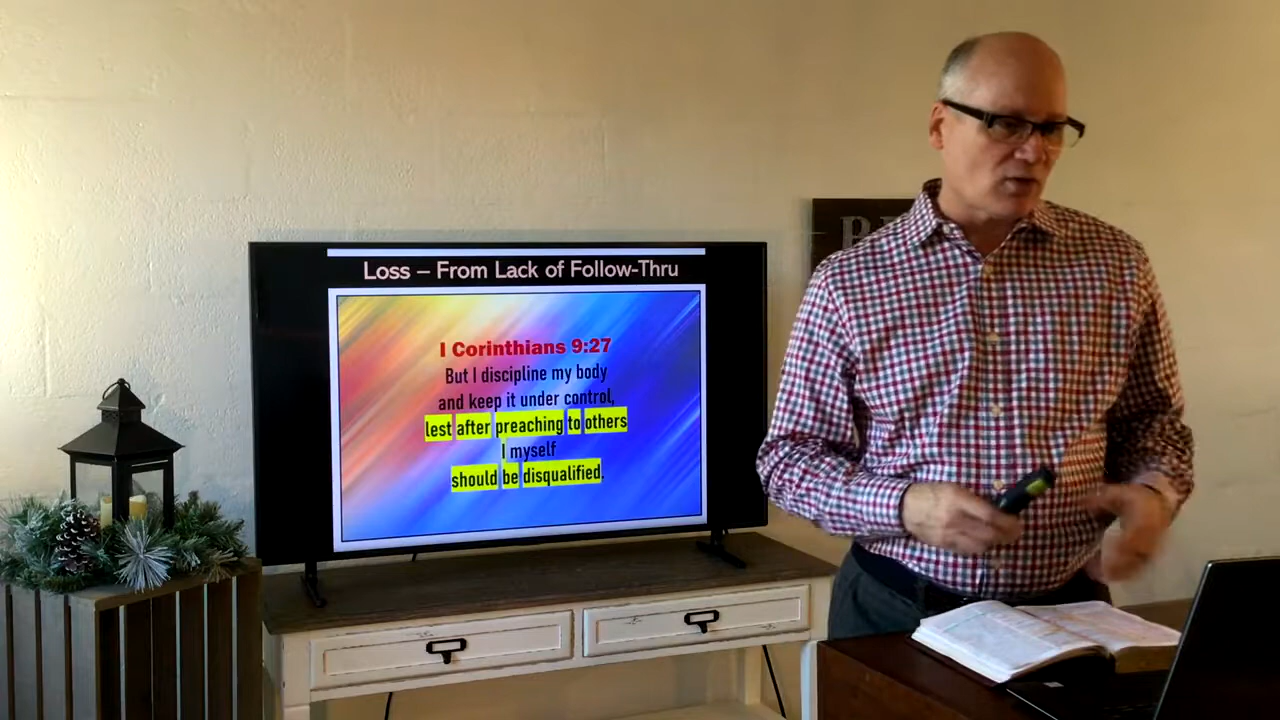 Loss – From Lack of Follow-Thru
I Corinthians 9:27
But I discipline my body
and keep it under control,
lest after preaching to others
I myself
should be disqualified.